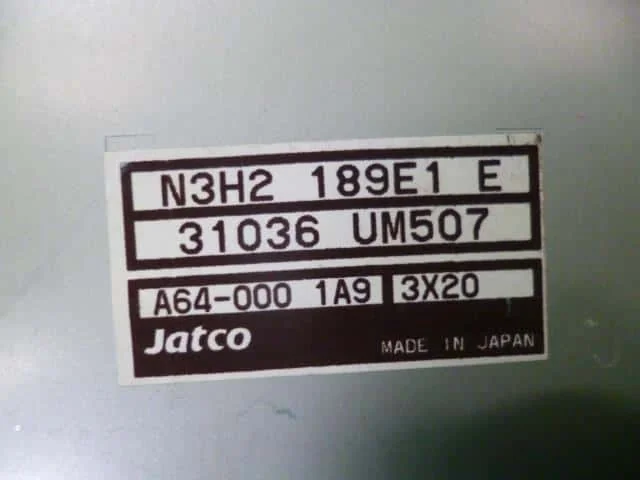 N3H2 189E1 E
31036 UM507
A64-000 1A9 3X20
Jatco MADE IN JAPAN